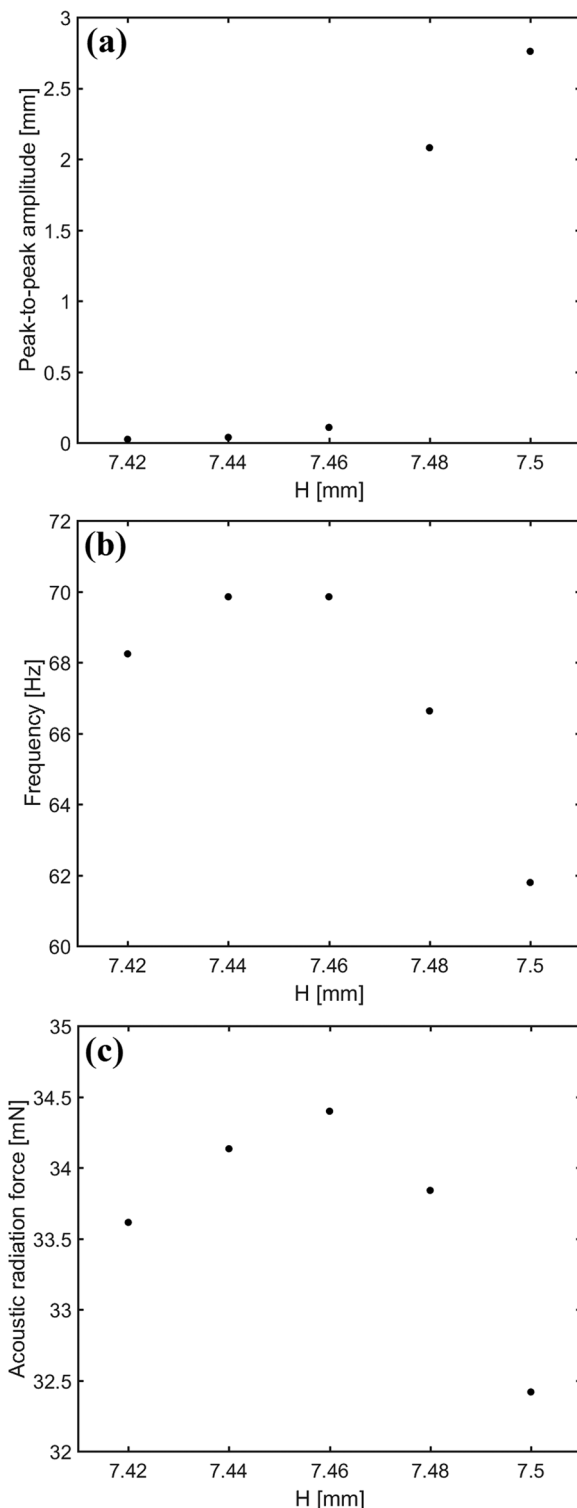 (a)
Peak-to-peak amplitude [mm]
3
2.5
2
1.5
1
0.5
0
7.42 7.44 7.46 7.48 7.5
H [mm]
(b)
Frequency [Hz]
72
70
68
66
64
62
60
7.42 7.44 7.46 7.48 7.5
H [mm]
(c)
Acoustic radiation force [mN]
35
34.5
34
33.5
33
32.5
32
7.42 7.44 7.46 7.48 7.5
H [mm]